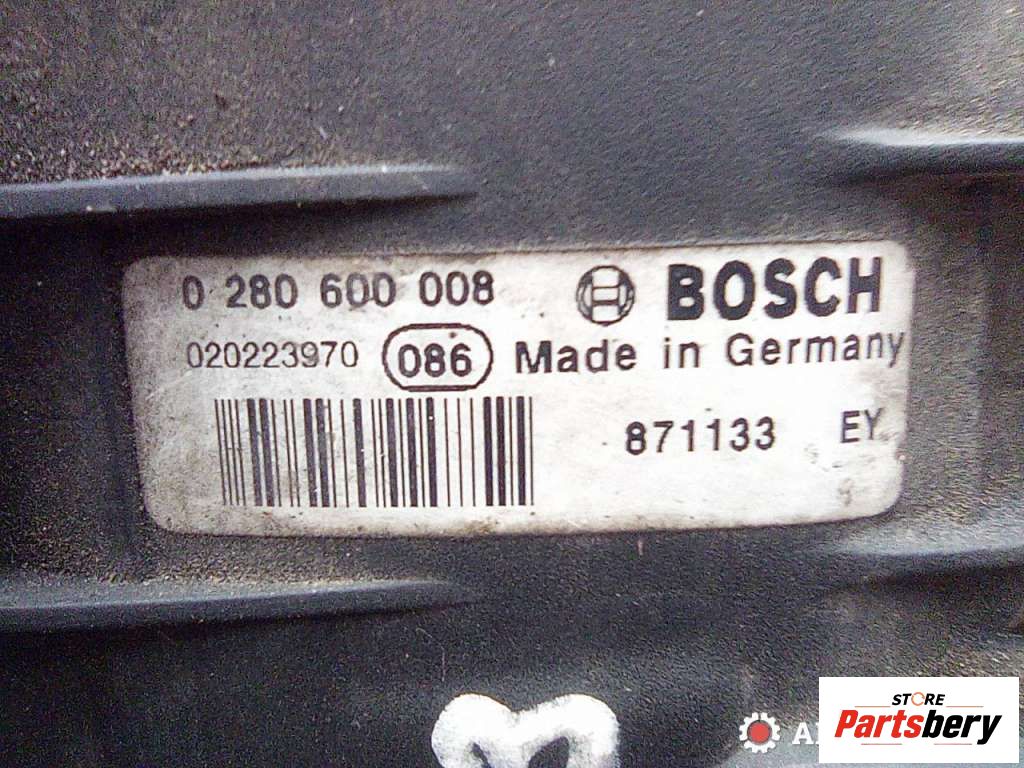 0 280 600 008 BOSCH
020223970 086 Made in Germany
871133 EY
STORE
Partsbery